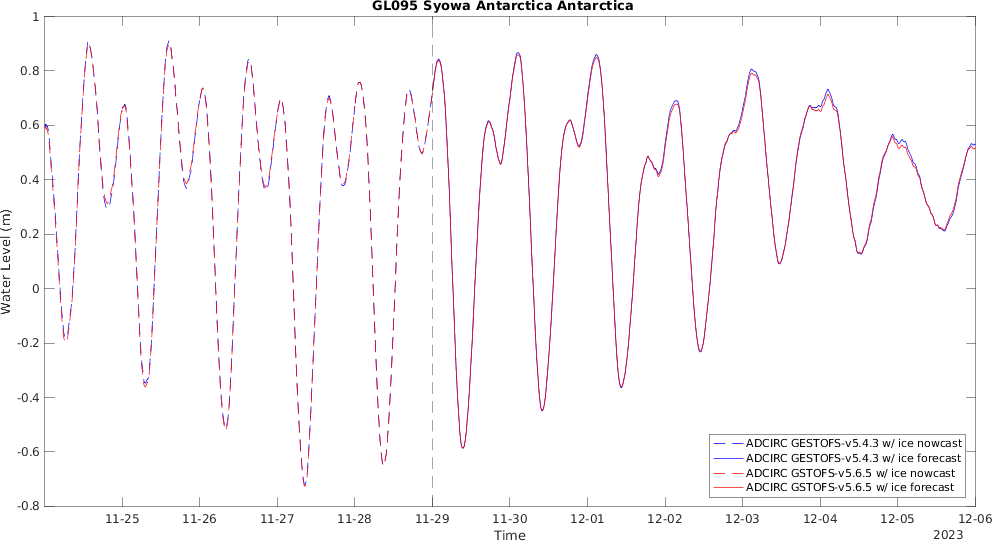 GL095 Syowa Antarctica Antarctica
1
0.8
0.6
0.4
0.2
0
-0.2
-0.4
-0.6
-0.8
Water Level (m)
ADCIRC GESTOFS-v5.4.3 w/ ice nowcast
ADCIRC GESTOFS-v5.4.3 w/ ice forecast
ADCIRC GSTOFS-v5.6.5 w/ ice nowcast
ADCIRC GSTOFS-v5.6.5 w/ ice forecast
11-25 11-26 11-27 11-28 11-29 11-30 12-01 12-02 12-03 12-04 12-05 12-06
Time
2023